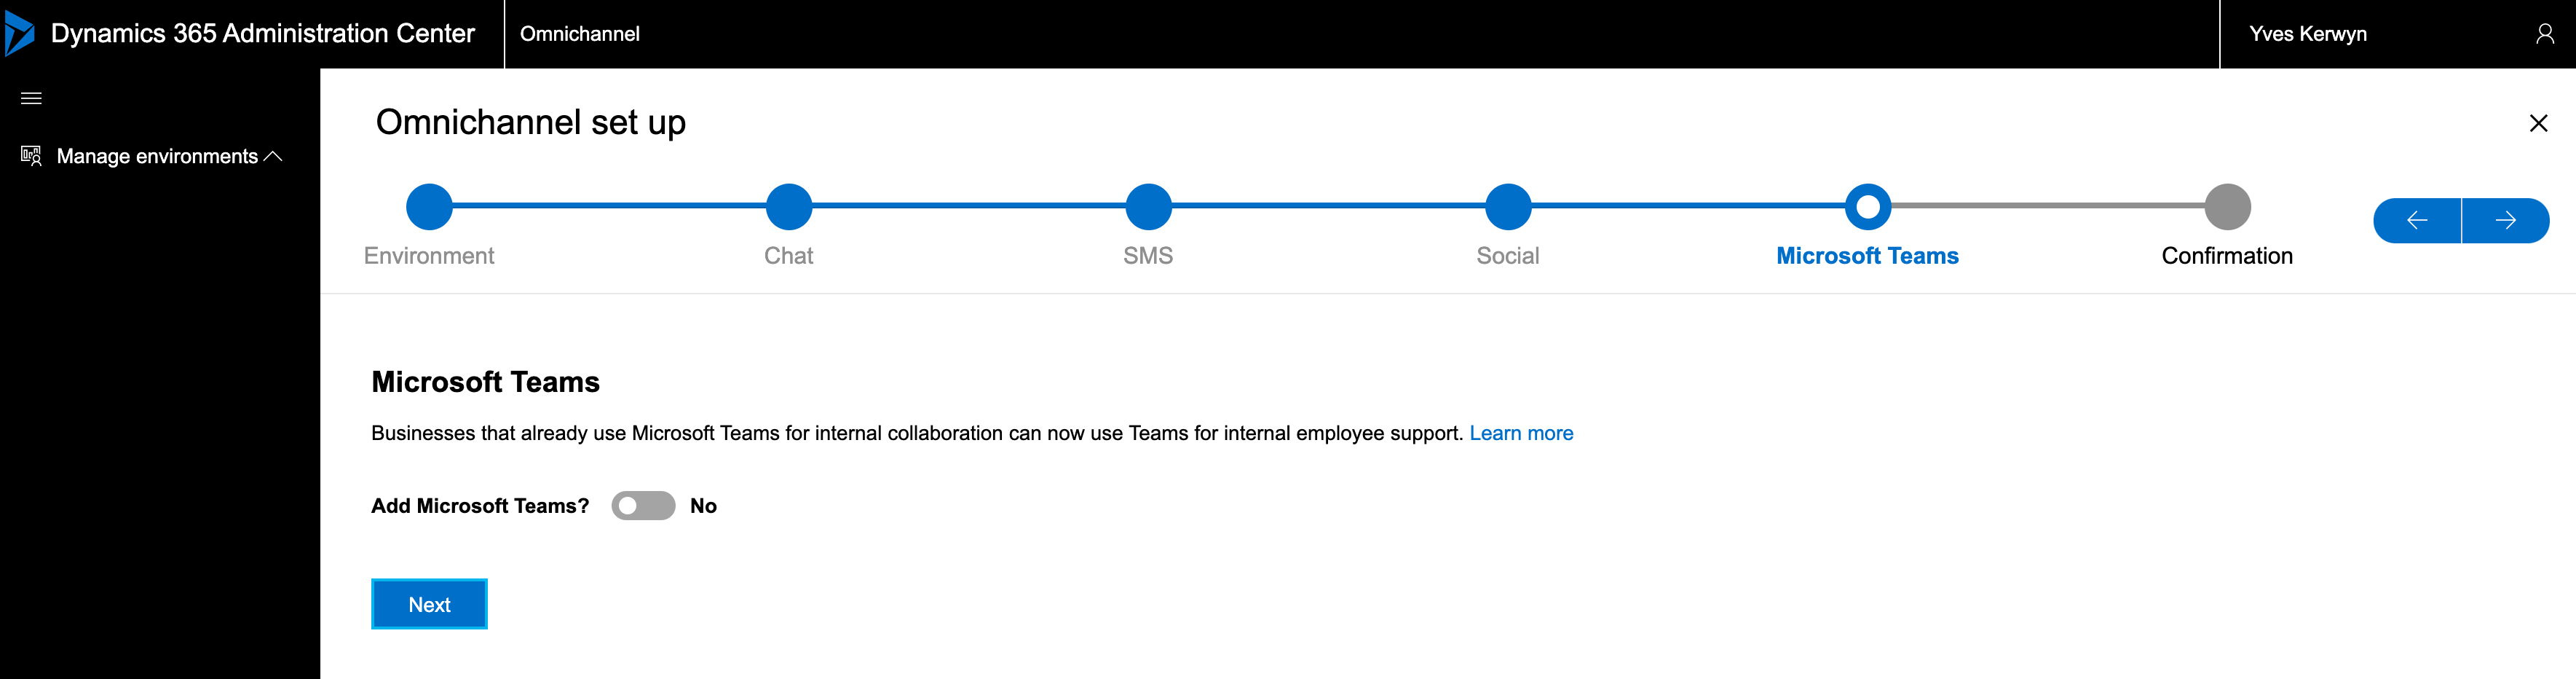 Dynamics 365 Administration Center
Omnichannel
Yves Kerwyn
Manage environments
Omnichannel set up
Environment
Chat
SMS
Social
Microsoft Teams
Confirmation
Microsoft Teams
Businesses that already use Microsoft Teams for internal collaboration can now use Teams for internal employee support. Learn more
Add Microsoft Teams? No
Next